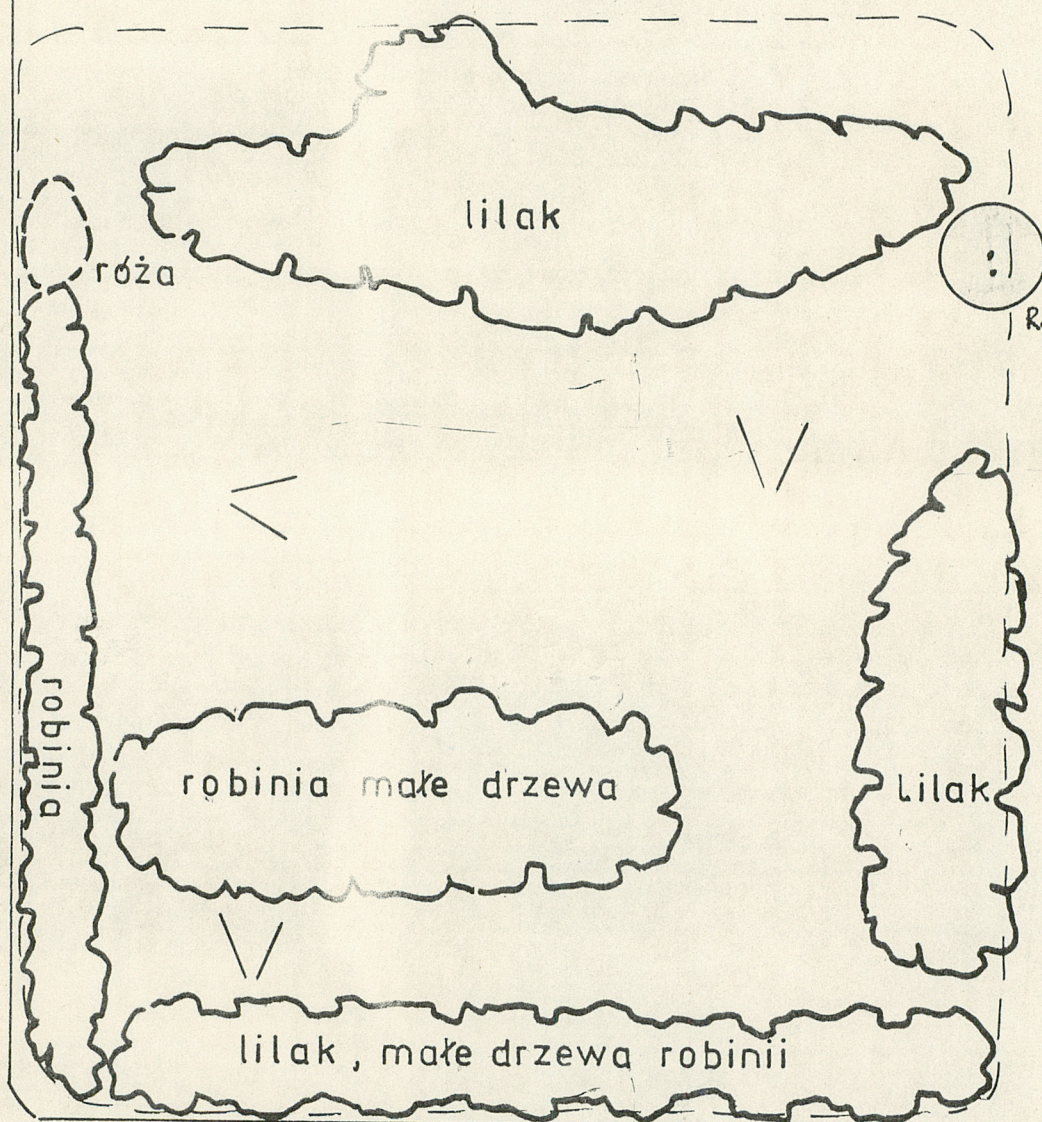 lilak
róża
robinia
robinia małe drzewa
lilak
lilak, małe drzewa robinii